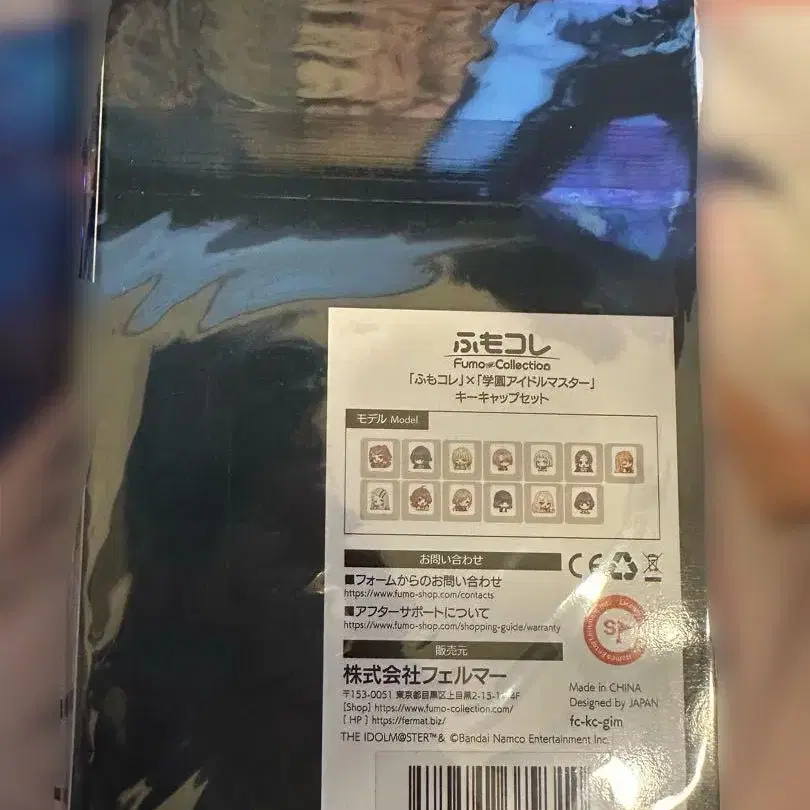 ふもコレ
Fumo Collection
「ふもコレ」×「学園アイドルマスター」
キーキャップセット
モデル Model
お問い合わせ
■フォームからのお問い合わせ
https://www.fumo-shop.com/contacts
■アフターサポートについて
https://www.fumo-shop.com/shopping-guide/warranty
販売元
株式会社フェルマー
〒153-0051 東京都目黒区上目黒2-15-14 4F
[Shop] https://www.fumo-collection.com/
[ HP ] https://fermat.biz/
Made in CHINA
Designed by JAPAN
fc-kc-gim
THE IDOLM@STER™& ©Bandai Namco Entertainment Inc.